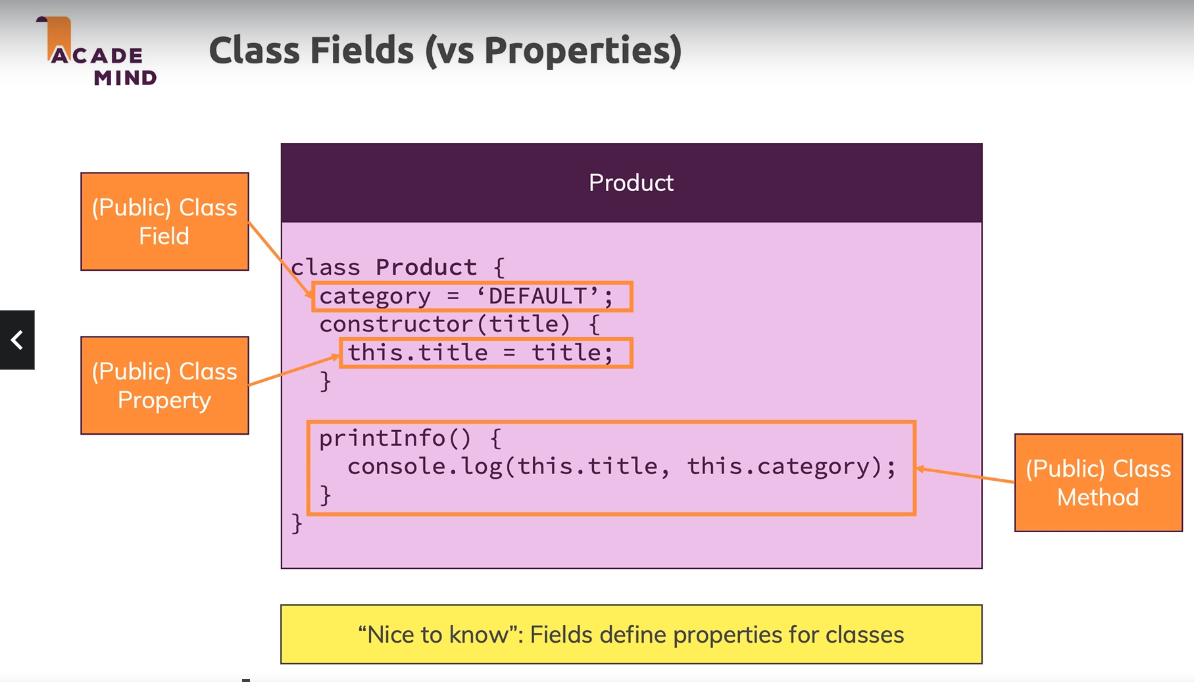 ACADE
MIND
Class Fields (vs Properties)
Product
(Public) Class
Field
class Product {
category = ‘DEFAULT’;
constructor(title) {
this.title = title;
}
(Public) Class
Property
printInfo() {
console.log(this.title, this.category);
}
}
(Public) Class
Method
“Nice to know”: Fields define properties for classes